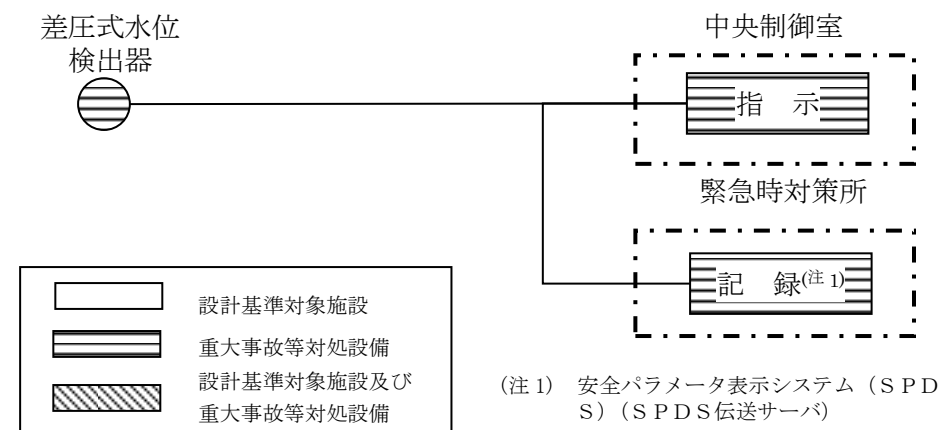 差圧式水位
検出器
中央制御室
指　示
緊急時対策所
記　録(注1)
設計基準対象施設
重大事故等対処設備
設計基準対象施設及び
重大事故等対処設備
(注1)　安全パラメータ表示システム（ＳＰＤ
Ｓ）（ＳＰＤＳ伝送サーバ）